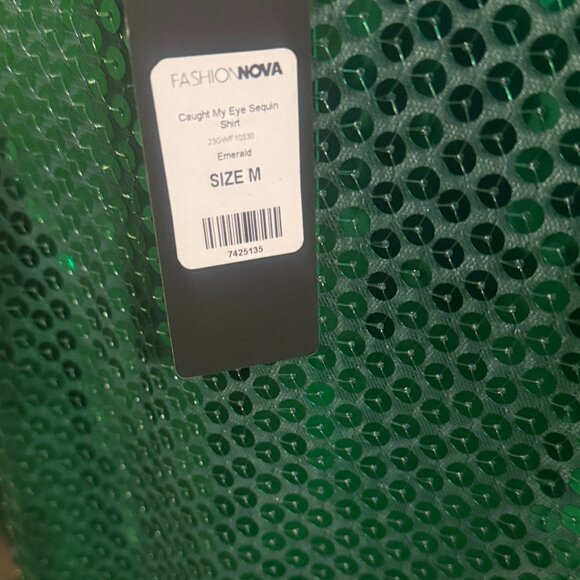 FASHIONNOVA
Caught My Eye Sequin
Shirt
23GWF10330
Emerald
SIZE M
7425135